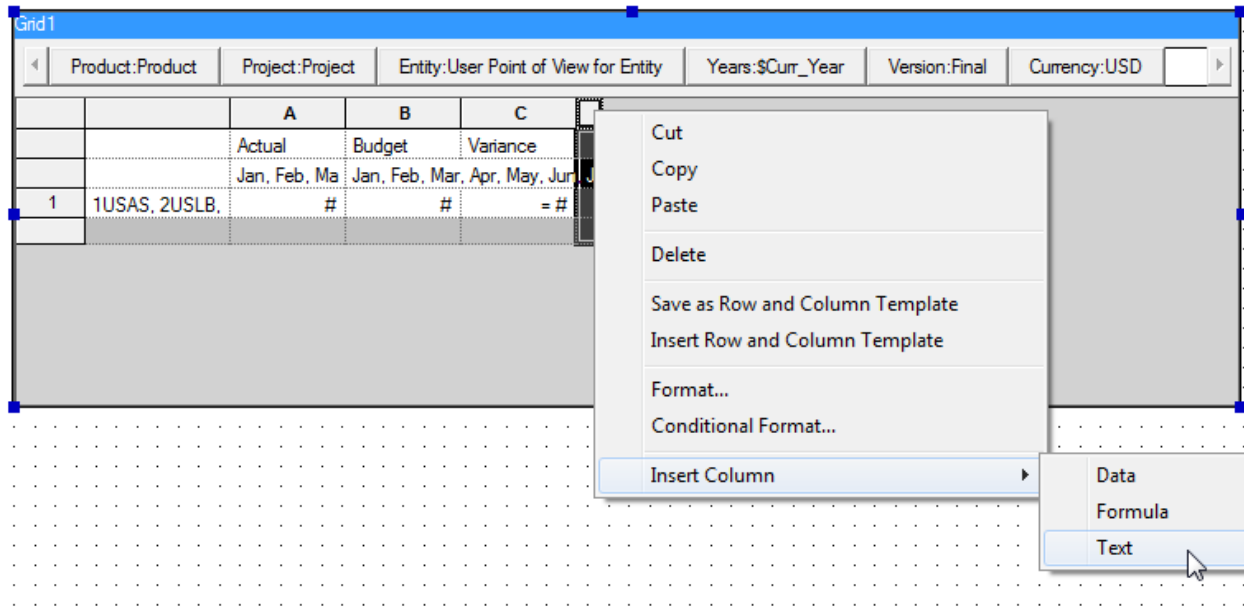 Grid1
Product:Product Project:Project Entity:User Point of View for Entity Years:$Curr_Year Version:Final Currency:USD
A B C
Actual Budget Variance
Jan, Feb, Ma Jan, Feb, Mar, Apr, May, Jun, J
1 1USAS, 2USLB, # # = #
Cut
Copy
Paste
Delete
Save as Row and Column Template
Insert Row and Column Template
Format...
Conditional Format...
Insert Column
Data
Formula
Text